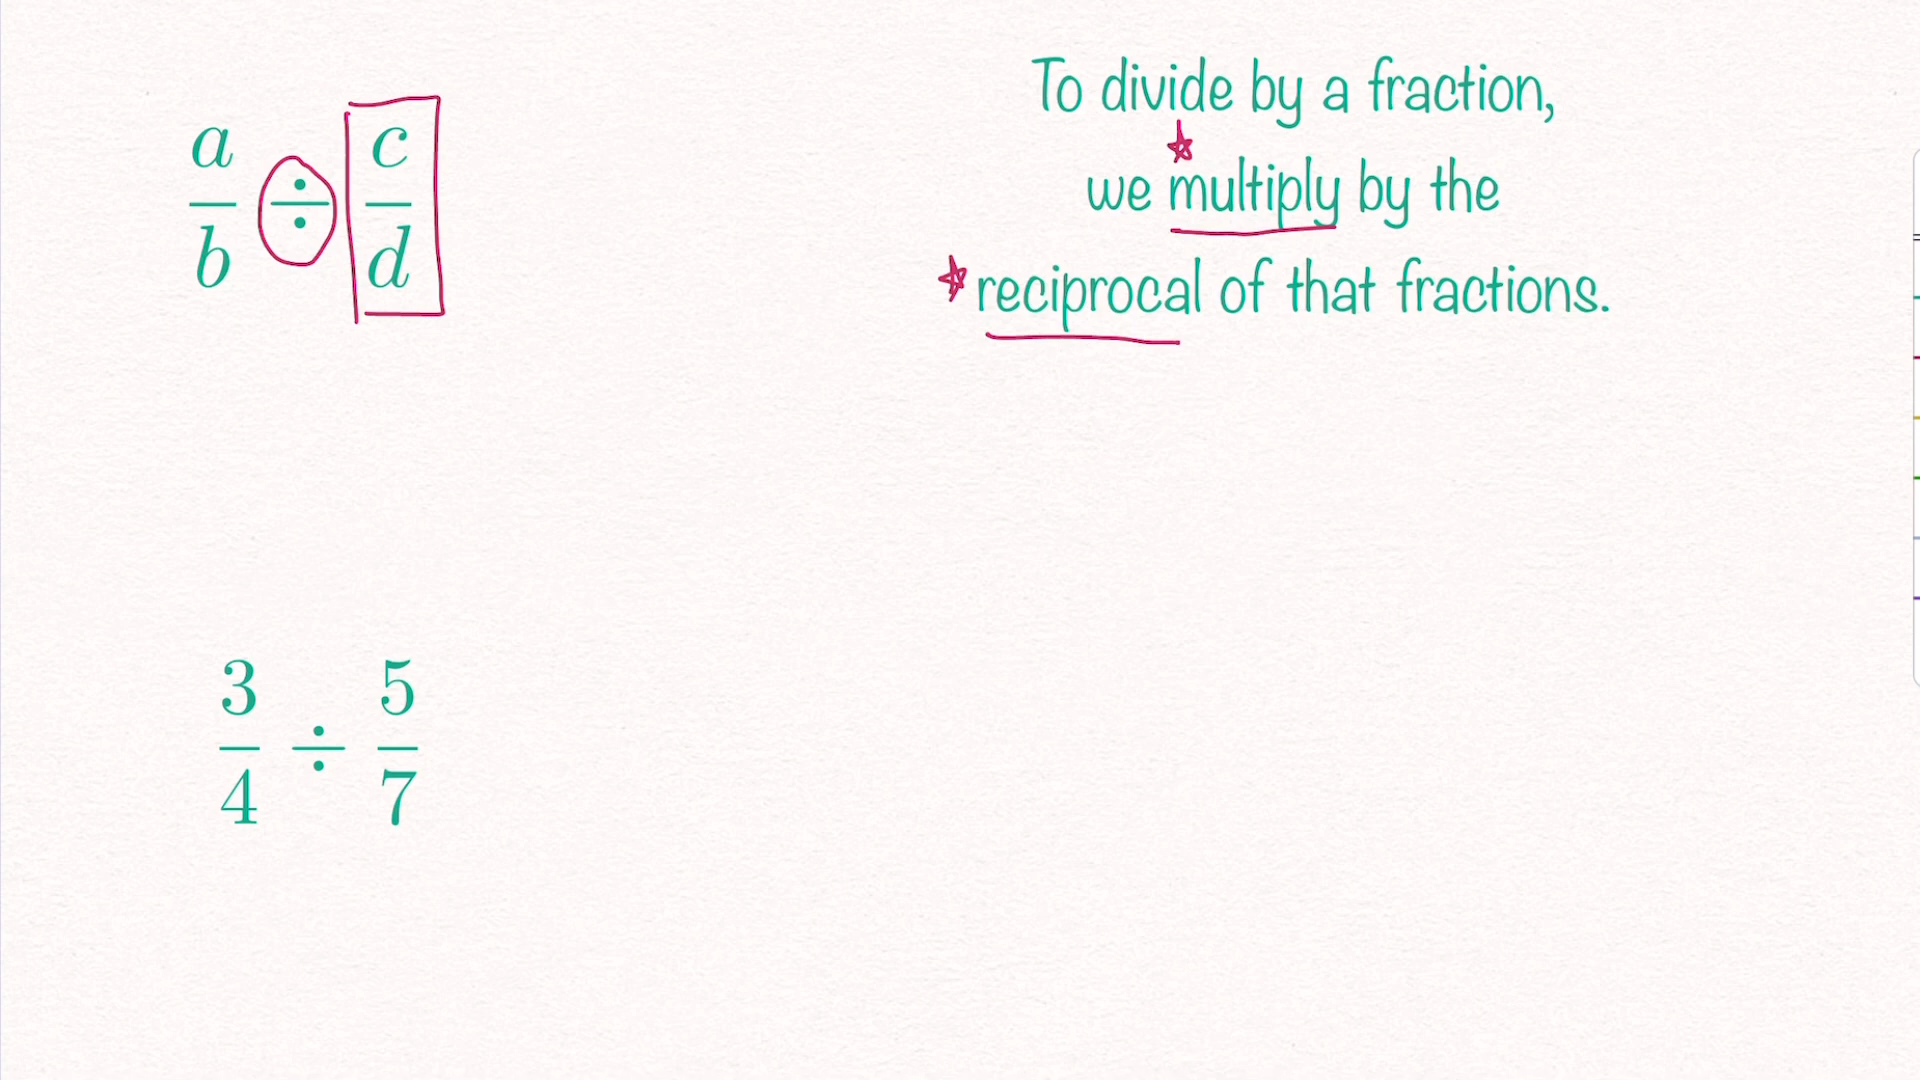 a/b ÷ c/d
To divide by a fraction,
we multiply by the
reciprocal of that fractions.
3/4 ÷ 5/7